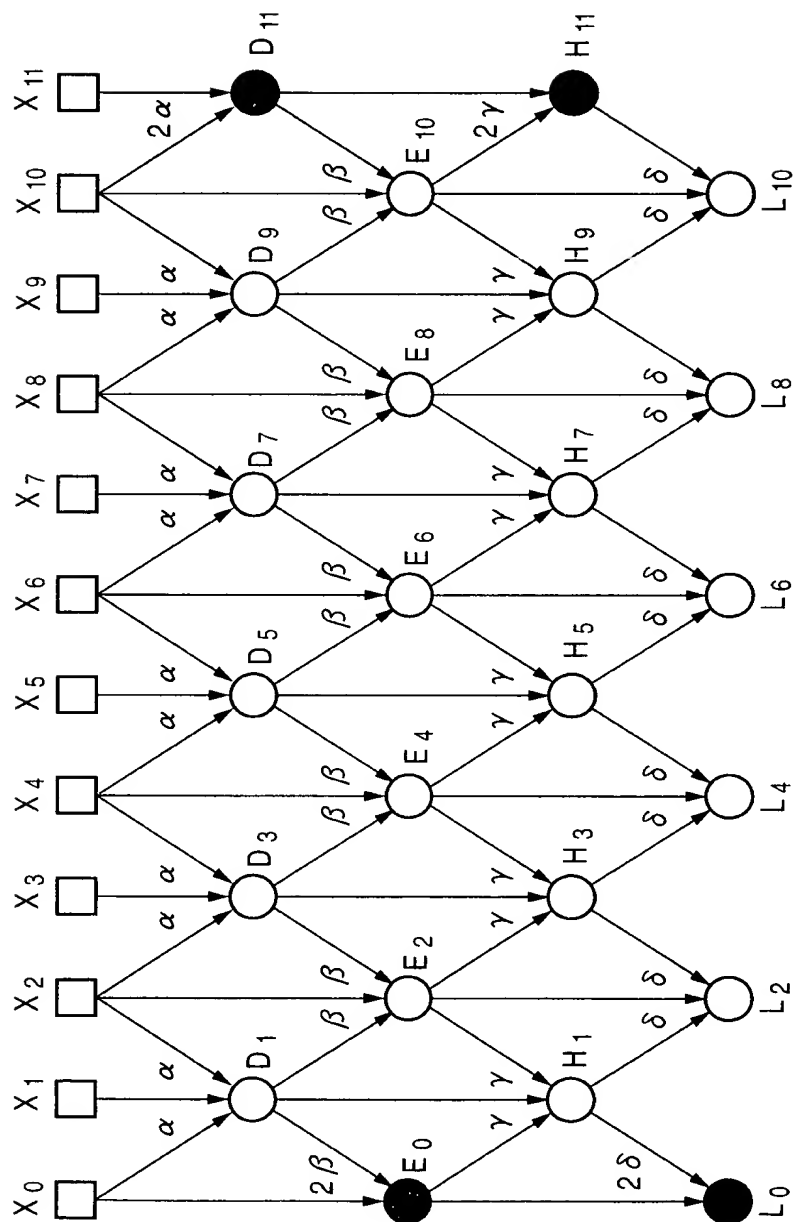 X0 X1 X2 X3 X4 X5 X6 X7 X8 X9 X10 X11
α α α α α α α α α α 2α
D1 D3 D5 D7 D9 D11
2β β β β β β β β β β β
E0 E2 E4 E6 E8 E10
γ γ γ γ γ γ γ γ γ γ 2γ
H1 H3 H5 H7 H9 H11
2δ δ δ δ δ δ δ δ δ δ δ
L0 L2 L4 L6 L8 L10